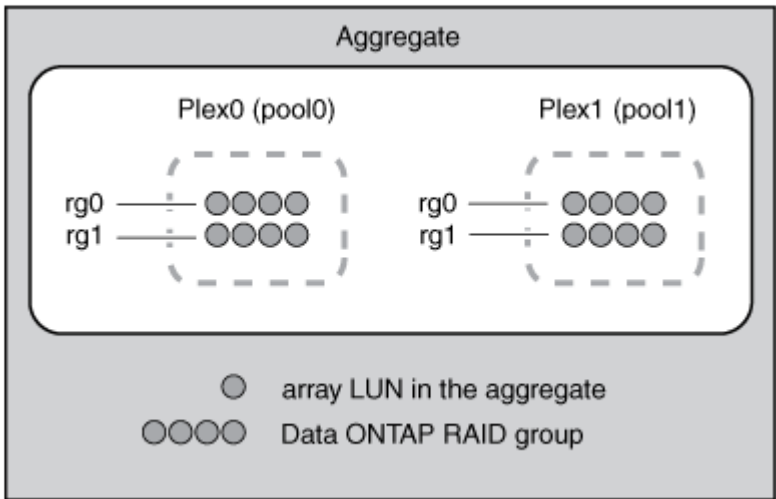 Aggregate
Plex0 (pool0)
Plex1 (pool1)
rg0
rg1
rg0
rg1
array LUN in the aggregate
Data ONTAP RAID group